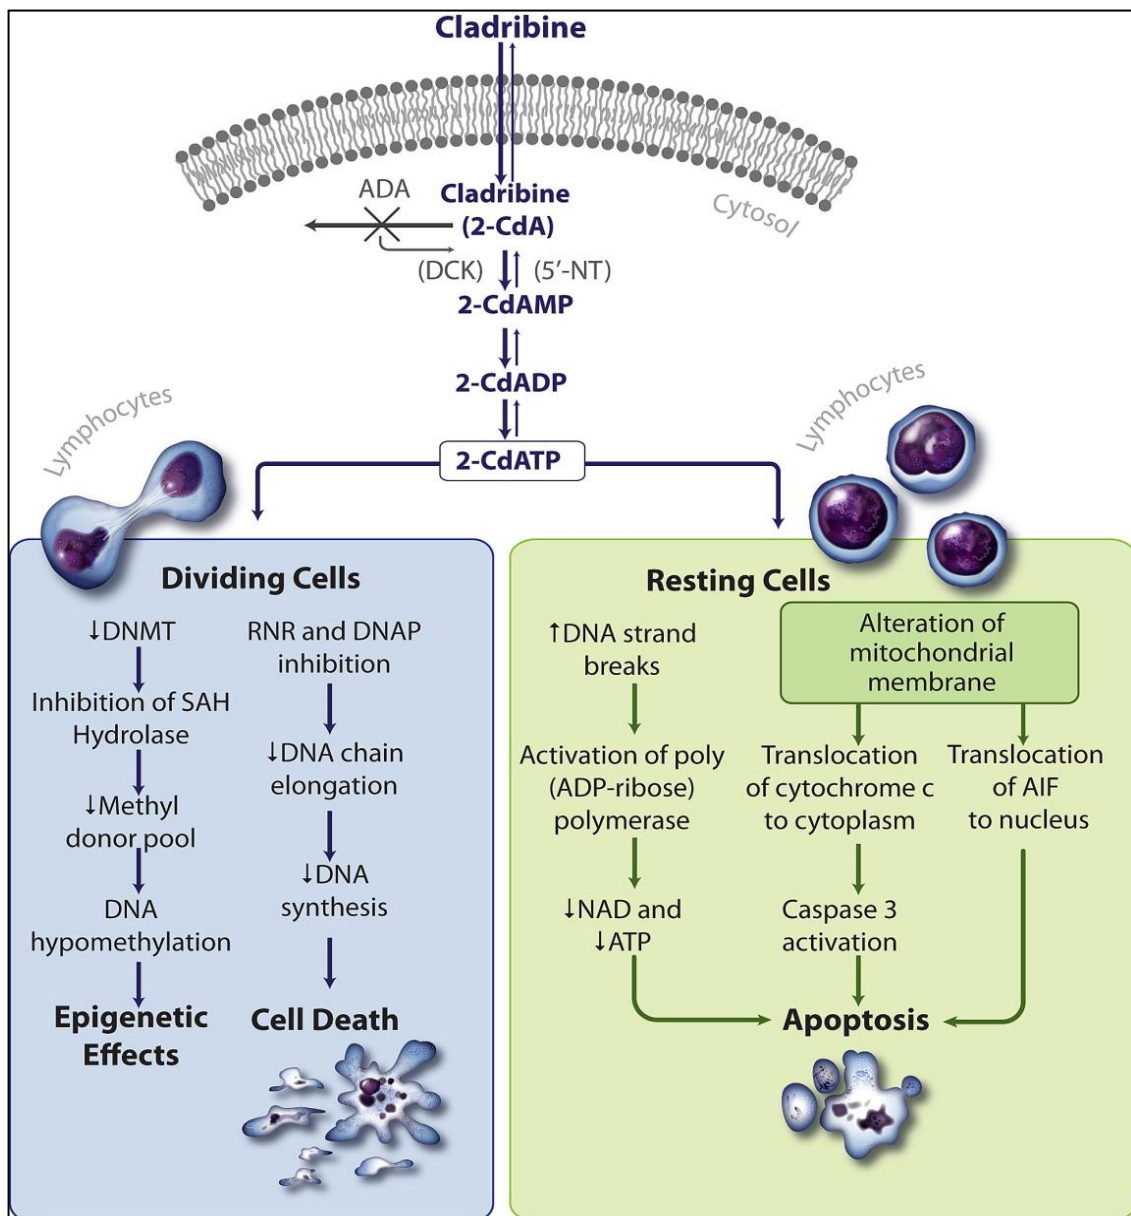 Cladribine
Cytosol
ADA
Cladribine
(2-CdA)
(DCK)
(5′-NT)
2-CdAMP
2-CdADP
2-CdATP
Lymphocytes
Lymphocytes
Dividing Cells
↓DNMT
Inhibition of SAH
Hydrolase
↓Methyl
donor pool
DNA
hypomethylation
Epigenetic
Effects
RNR and DNAP
inhibition
↓DNA chain
elongation
↓DNA
synthesis
Cell Death
Resting Cells
↑DNA strand
breaks
Activation of poly
(ADP-ribose)
polymerase
↓NAD and
↓ATP
Alteration of
mitochondrial
membrane
Translocation
of cytochrome c
to cytoplasm
Caspase 3
activation
Translocation
of AIF
to nucleus
Apoptosis